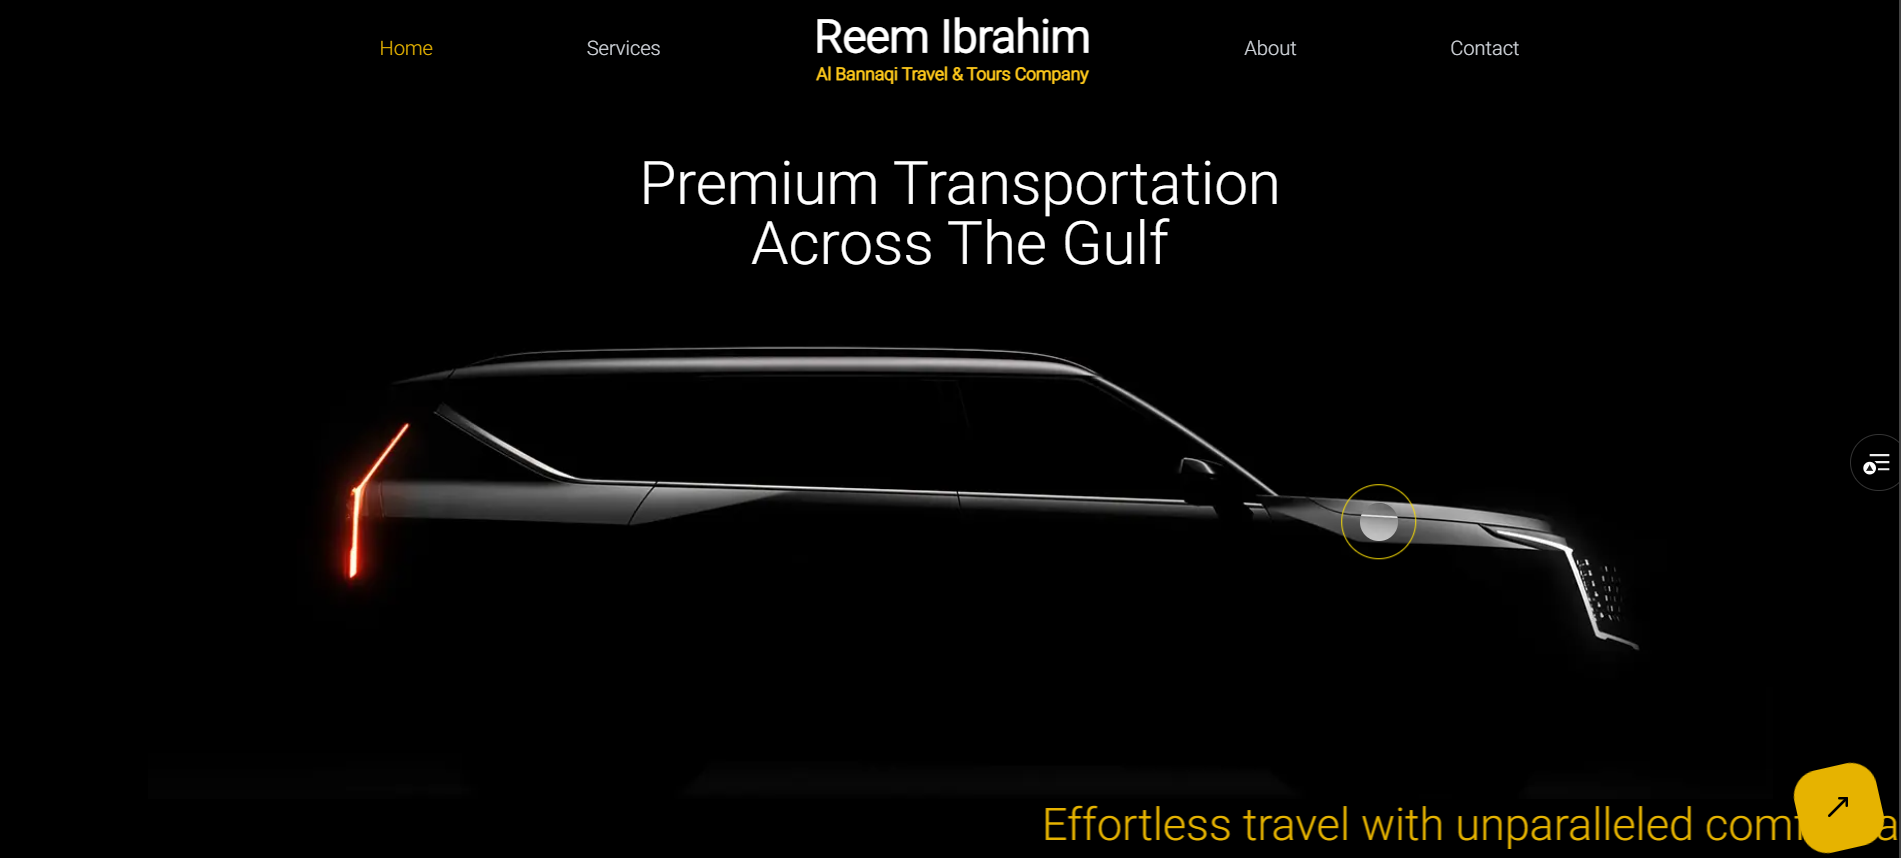 Home
Services
Reem Ibrahim
Al Bannaqi Travel & Tours Company
About
Contact
Premium Transportation
Across The Gulf
Effortless travel with unparalleled